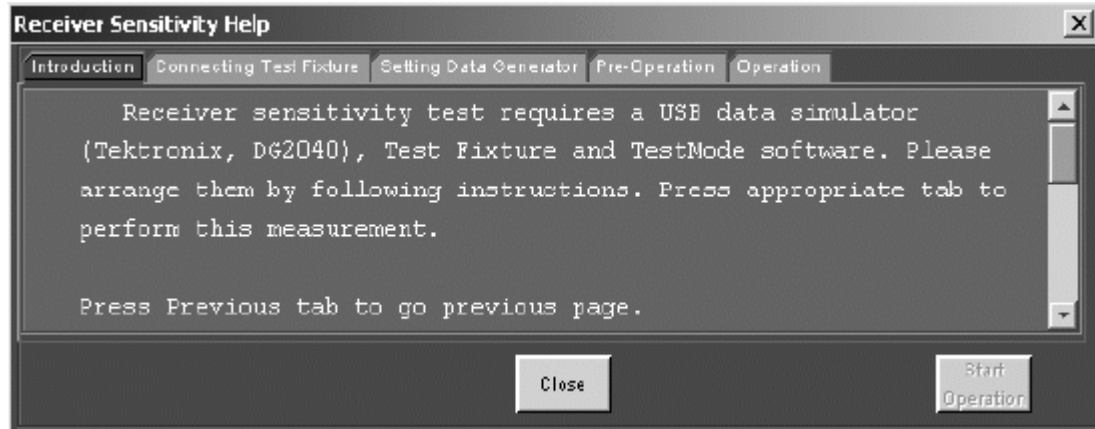 Receiver Sensitivity Help
Introduction Connecting Test Fixture Setting Data Generator Pre-Operation Operation
Receiver sensitivity test requires a USB data simulator
(Tektronix, DG2040), Test Fixture and TestMode software. Please
arrange them by following instructions. Press appropriate tab to
perform this measurement.
Press Previous tab to go previous page.
Close
Start
Operation